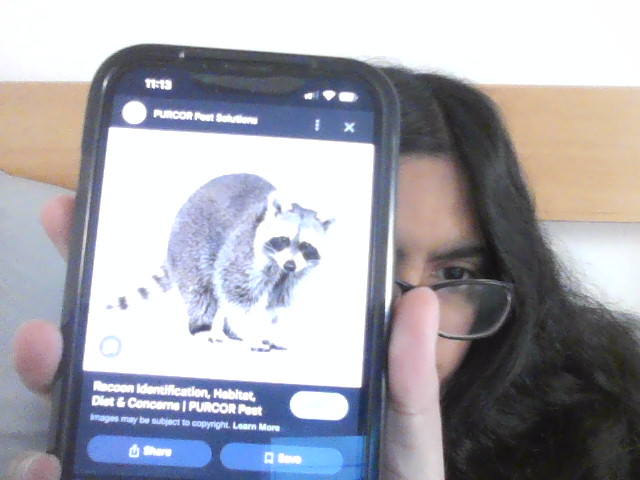 11:13
PURCOR Pest Solutions
Racoon Identification, Habitat,
Diet & Concerns | PURCOR Pest
Images may be subject to copyright. Learn More
Share
Save